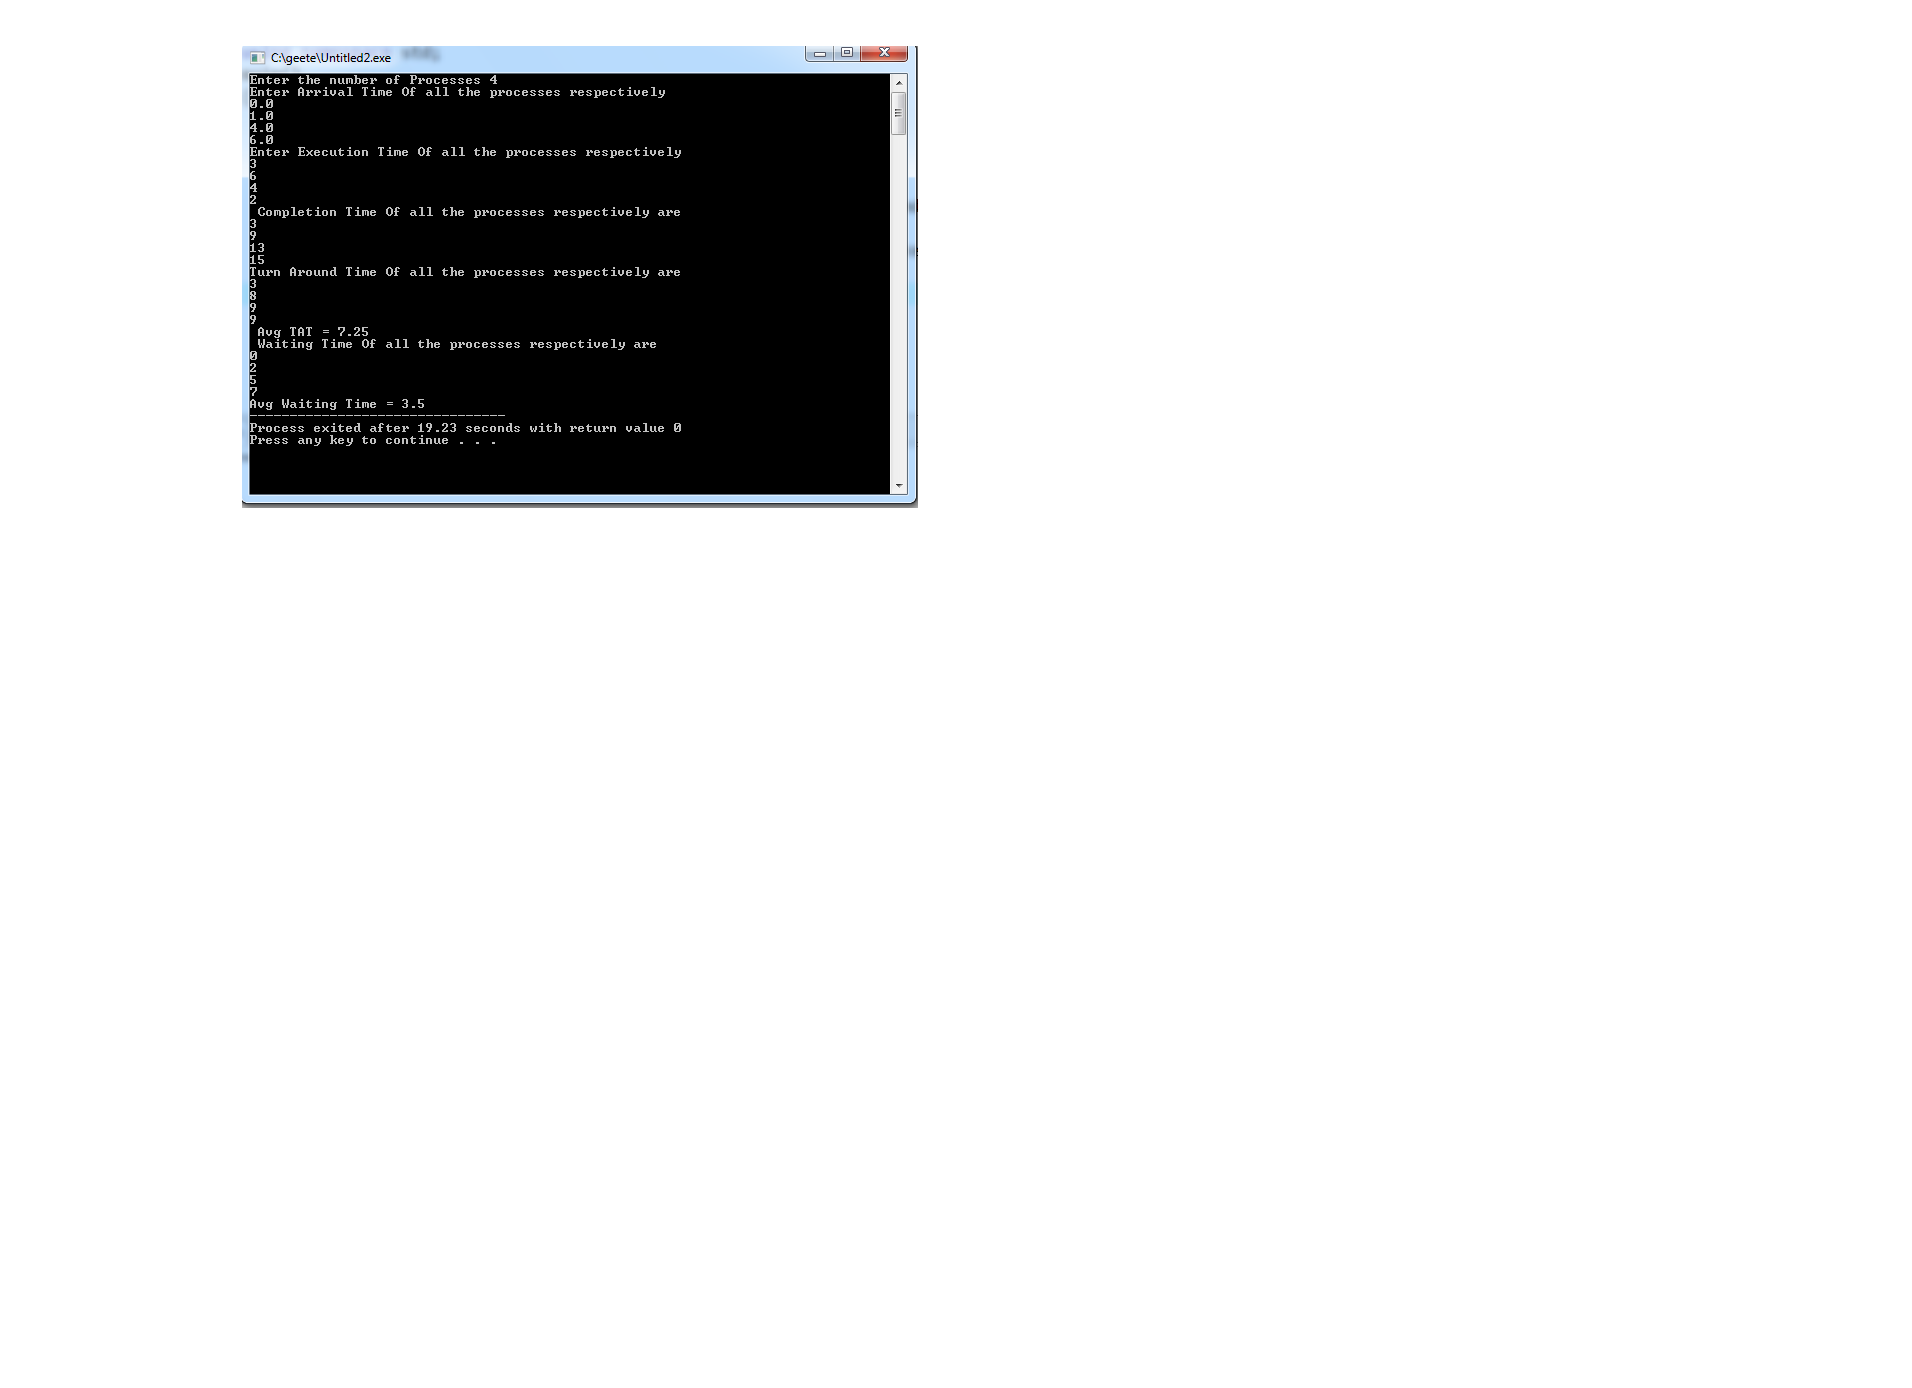 C:\geete\Untitled2.exe
Enter the number of Processes 4
Enter Arrival Time Of all the processes respectively
0.0
1.0
4.0
6.0
Enter Execution Time Of all the processes respectively
3
6
4
2
Completion Time Of all the processes respectively are
3
9
13
15
Turn Around Time Of all the processes respectively are
3
8
9
9
Avg TAT = 7.25
Waiting Time Of all the processes respectively are
0
2
5
7
Avg Waiting Time = 3.5
--------------------------------
Process exited after 19.23 seconds with return value 0
Press any key to continue . . .